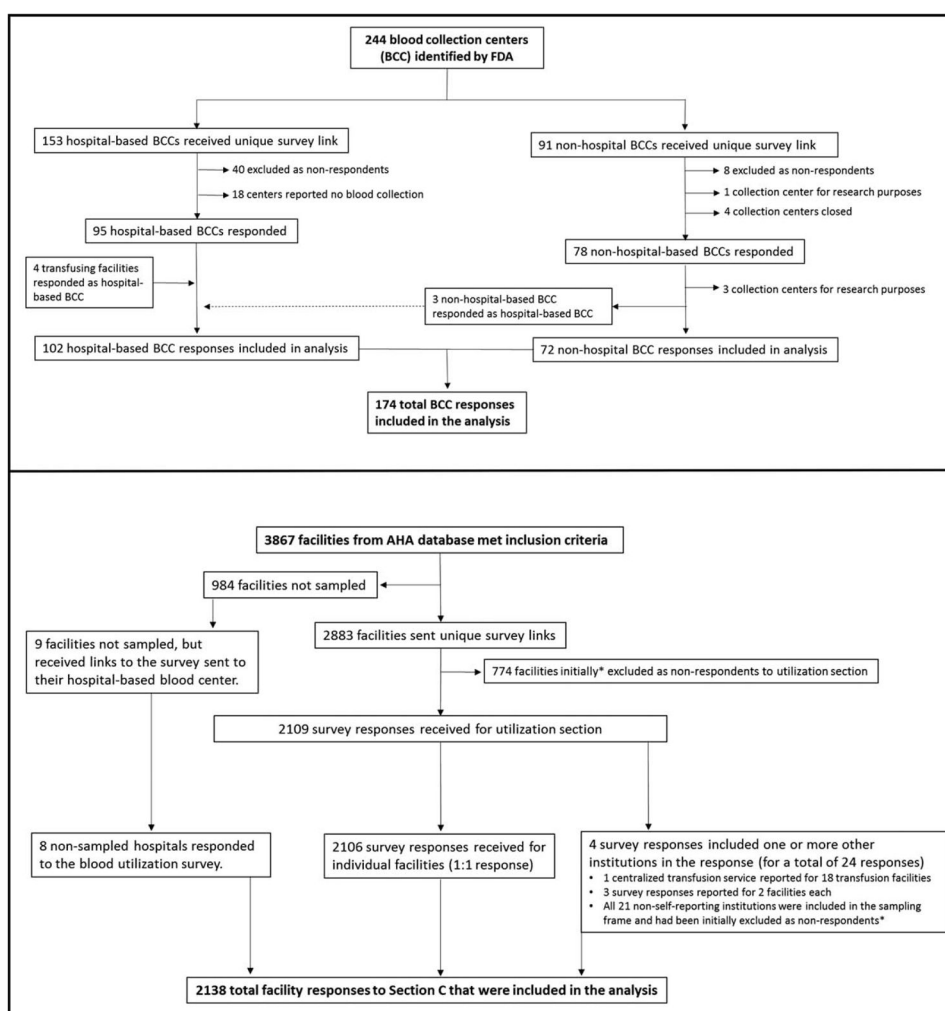 244 blood collection centers
(BCC) identified by FDA
153 hospital-based BCCs received unique survey link
91 non-hospital BCCs received unique survey link
40 excluded as non-respondents
18 centers reported no blood collection
8 excluded as non-respondents
1 collection center for research purposes
4 collection centers closed
95 hospital-based BCCs responded
78 non-hospital-based BCCs responded
4 transfusing facilities
responded as hospital-
based BCC
3 collection centers for research purposes
3 non-hospital-based BCC
responded as hospital-based BCC
102 hospital-based BCC responses included in analysis
72 non-hospital BCC responses included in analysis
174 total BCC responses
included in the analysis
3867 facilities from AHA database met inclusion criteria
984 facilities not sampled
2883 facilities sent unique survey links
9 facilities not sampled, but
received links to the survey sent to
their hospital-based blood center.
774 facilities initially* excluded as non-respondents to utilization section
2109 survey responses received for utilization section
8 non-sampled hospitals responded
to the blood utilization survey.
2106 survey responses received for
individual facilities (1:1 response)
4 survey responses included one or more other
institutions in the response (for a total of 24 responses)
• 1 centralized transfusion service reported for 18 transfusion facilities
• 3 survey responses reported for 2 facilities each
• All 21 non-self-reporting institutions were included in the sampling
frame and had been initially excluded as non-respondents*
2138 total facility responses to Section C that were included in the analysis